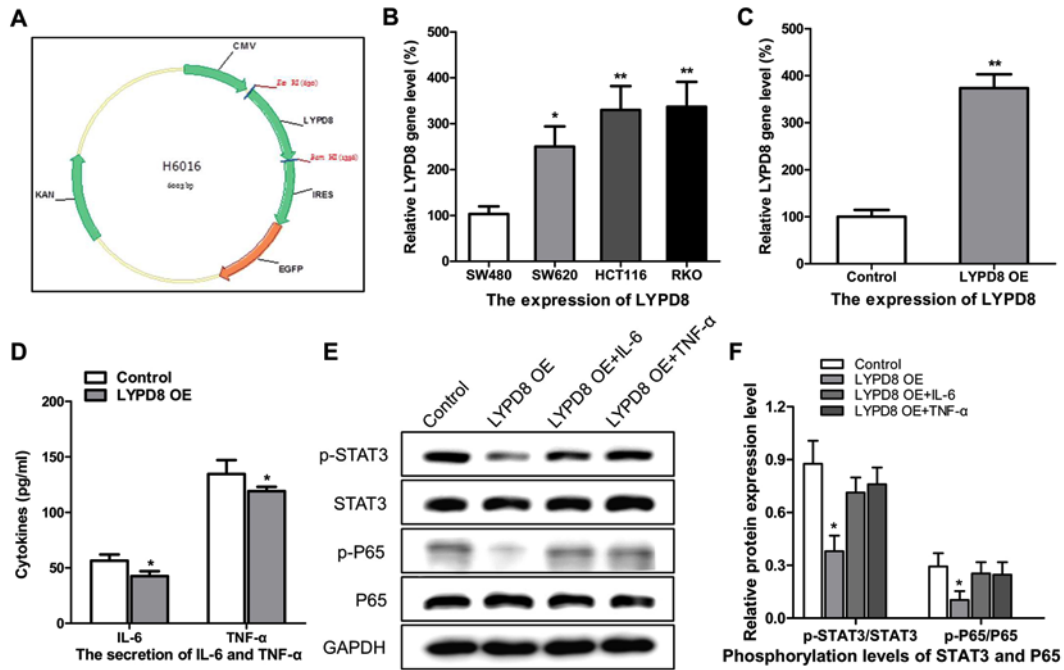 A
CMV
LYPD8
H6016
IRES
KAN
EGFP
B
Relative LYPD8 gene level (%)
500
400
300
200
100
0
*
**
**
SW480 SW620 HCT116 RKO
The expression of LYPD8
C
Relative LYPD8 gene level (%)
500
400
300
200
100
0
**
Control LYPD8 OE
The expression of LYPD8
D
Control
LYPD8 OE
Cytokines (pg/ml)
200
150
100
50
0
*
*
IL-6 TNF-α
The secretion of IL-6 and TNF-α
E
Control
LYPD8 OE
LYPD8 OE+IL-6
LYPD8 OE+TNF-α
p-STAT3
STAT3
p-P65
P65
GAPDH
F
Control
LYPD8 OE
LYPD8 OE+IL-6
LYPD8 OE+TNF-α
Relative protein expression level
1.2
0.9
0.6
0.3
0.0
*
*
p-STAT3/STAT3 p-P65/P65
Phosphorylation levels of STAT3 and P65